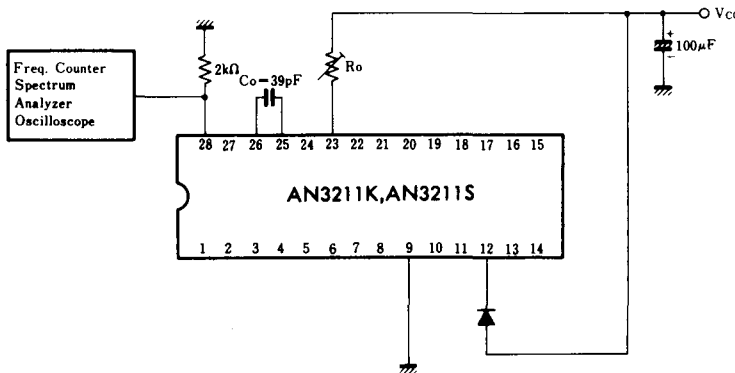 Vcc
100μF
+
−
Freq. Counter
Spectrum
Analyzer
Oscilloscope
2kΩ
Co=39pF
Ro
28 27 26 25 24 23 22 21 20 19 18 17 16 15
AN3211K,AN3211S
1 2 3 4 5 6 7 8 9 10 11 12 13 14